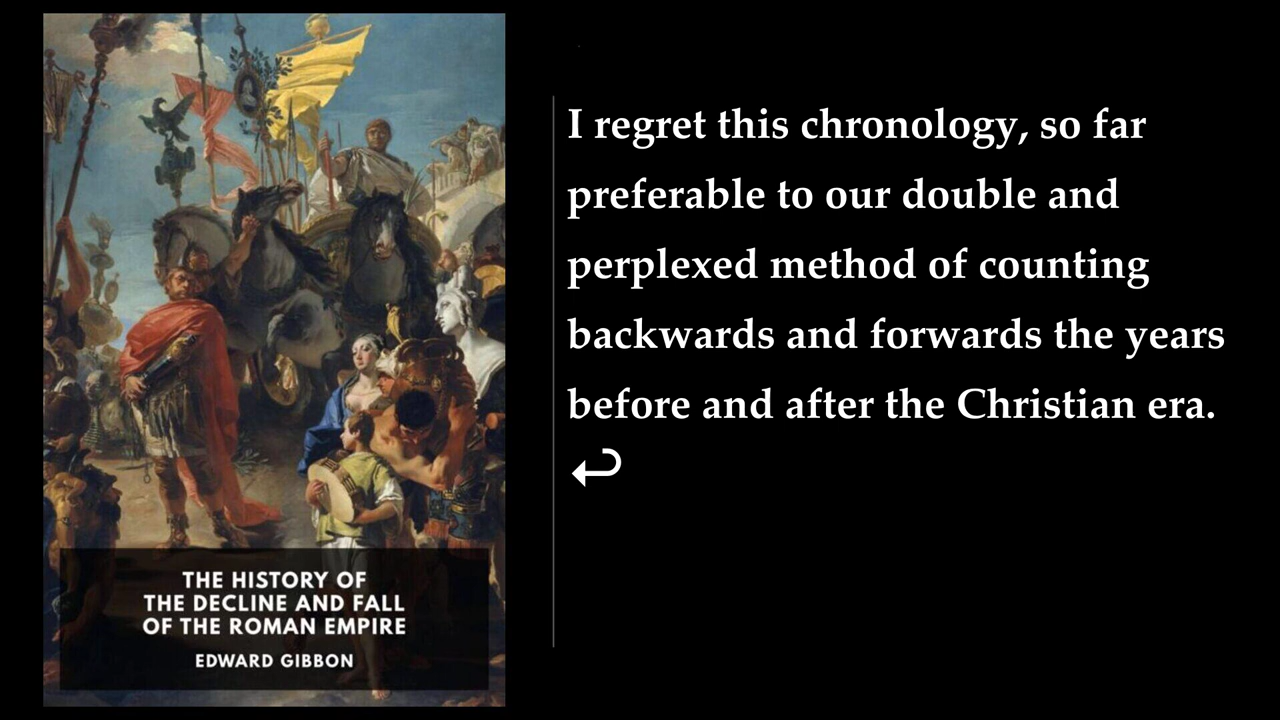 THE HISTORY OF
THE DECLINE AND FALL
OF THE ROMAN EMPIRE
EDWARD GIBBON
I regret this chronology, so far
preferable to our double and
perplexed method of counting
backwards and forwards the years
before and after the Christian era.
↩